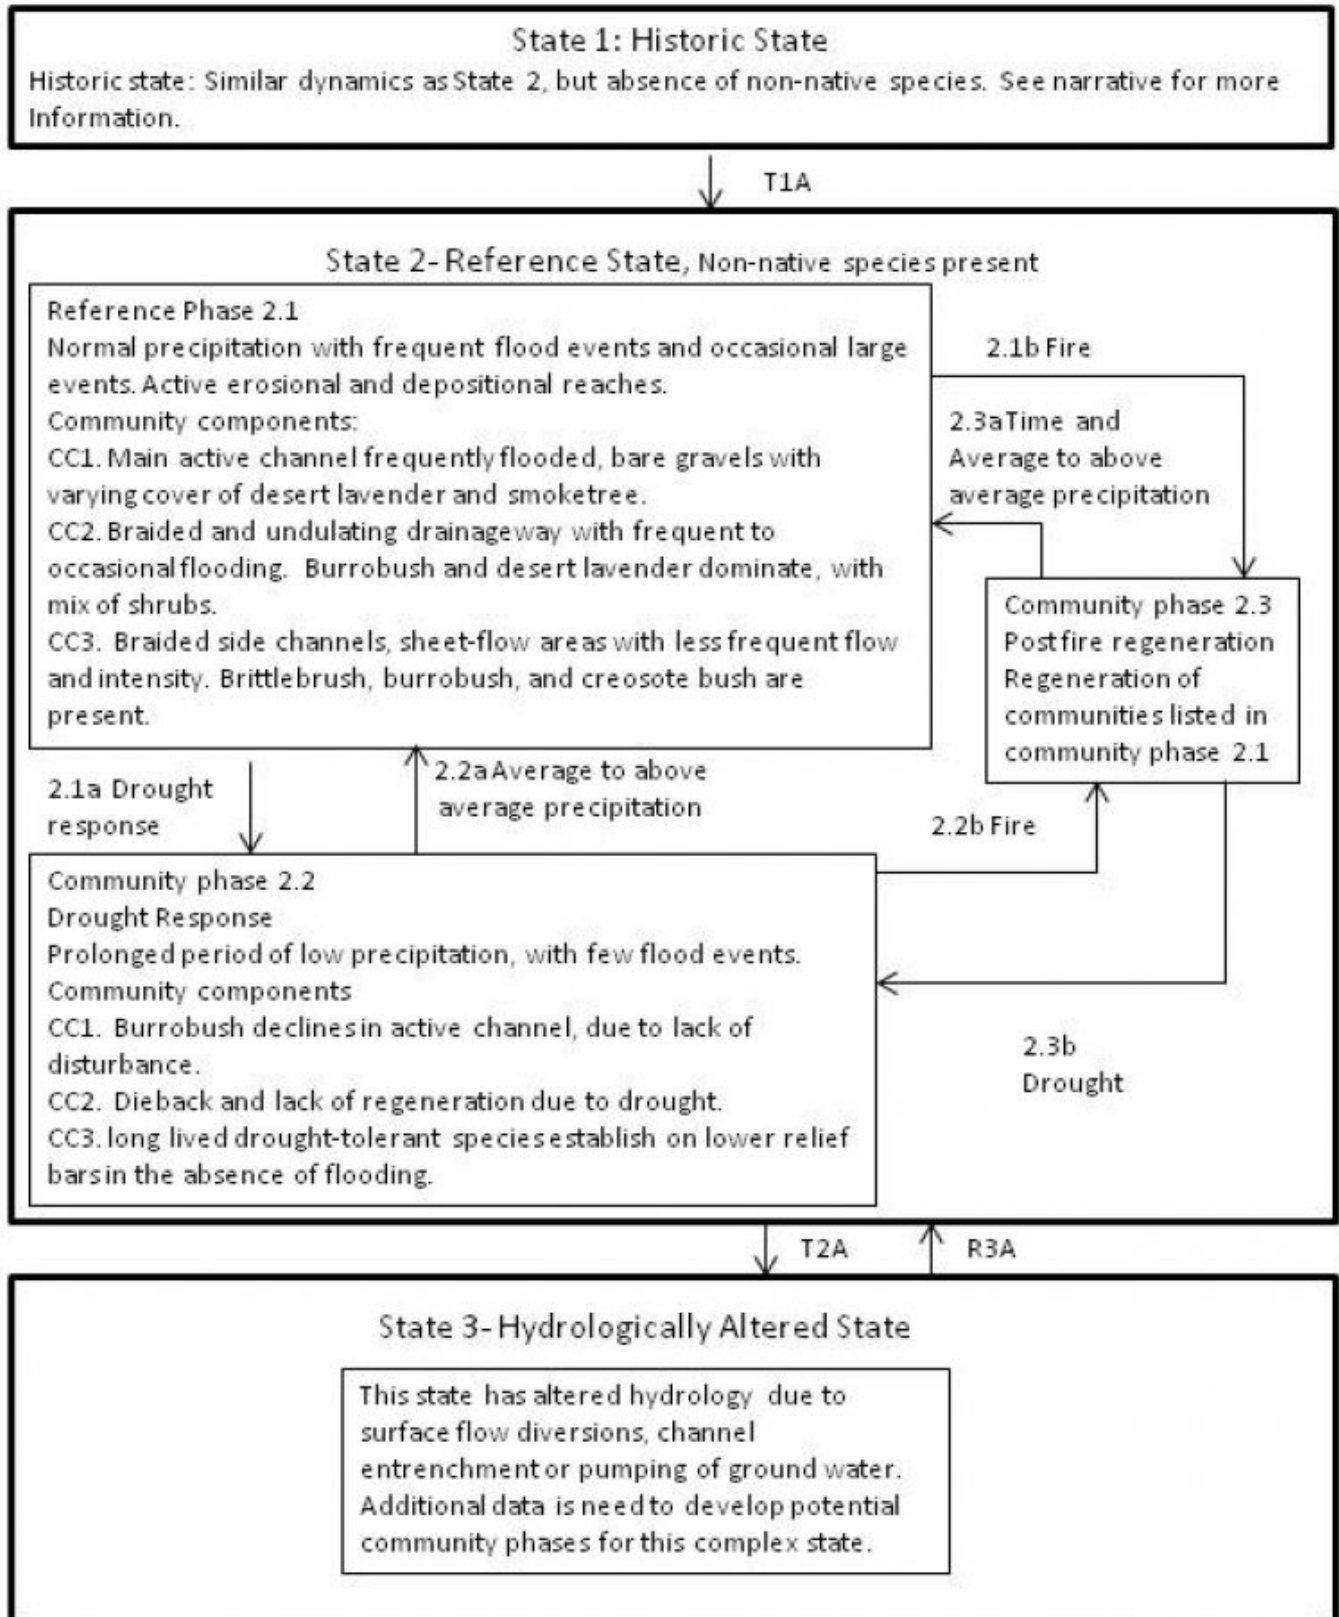 State 1: Historic State
Historic state: Similar dynamics as State 2, but absence of non-native species. See narrative for more
Information.
T1A
State 2- Reference State, Non-native species present
Reference Phase 2.1
Normal precipitation with frequent flood events and occasional large
events. Active erosional and depositional reaches.
Community components:
CC1. Main active channel frequently flooded, bare gravels with
varying cover of desert lavender and smoketree.
CC2. Braided and undulating drainageway with frequent to
occasional flooding. Burrobush and desert lavender dominate, with
mix of shrubs.
CC3. Braided side channels, sheet-flow areas with less frequent flow
and intensity. Brittlebrush, burrobush, and creosote bush are
present.
2.1b Fire
2.3a Time and
Average to above
average precipitation
Community phase 2.3
Postfire regeneration
Regeneration of
communities listed in
community phase 2.1
2.1a Drought
response
2.2a Average to above
average precipitation
2.2b Fire
Community phase 2.2
Drought Response
Prolonged period of low precipitation, with few flood events.
Community components
CC1. Burrobush declines in active channel, due to lack of
disturbance.
CC2. Dieback and lack of regeneration due to drought.
CC3. long lived drought-tolerant species establish on lower relief
bars in the absence of flooding.
2.3b
Drought
T2A
R3A
State 3- Hydrologically Altered State
This state has altered hydrology due to
surface flow diversions, channel
entrenchment or pumping of ground water.
Additional data is need to develop potential
community phases for this complex state.